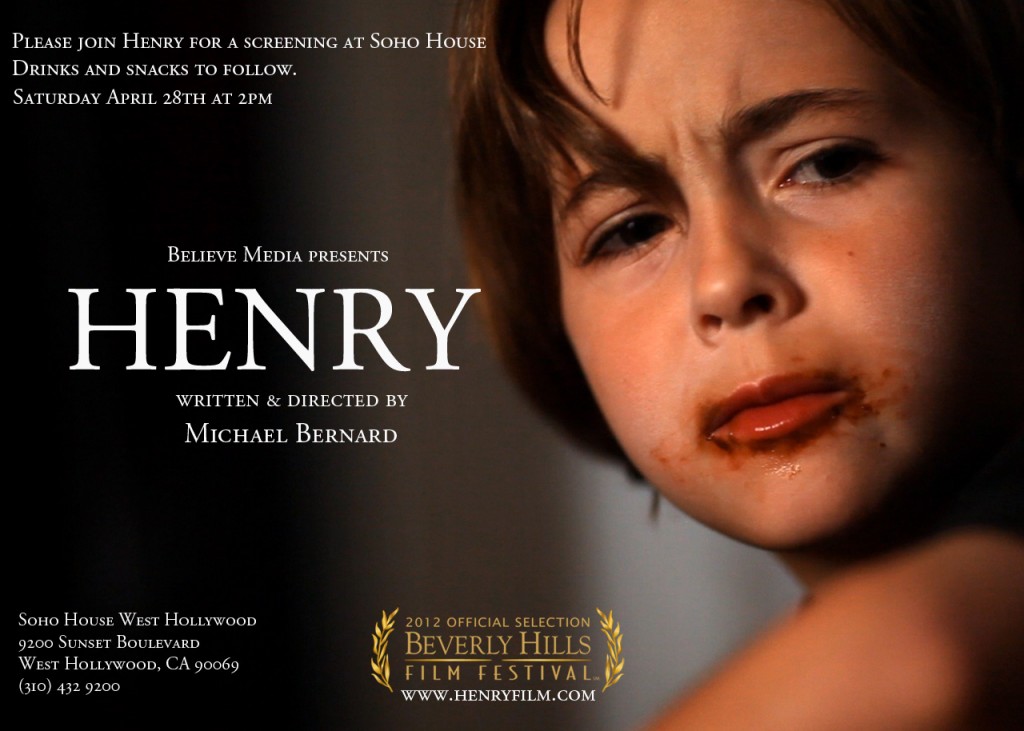 Please join Henry for a screening at Soho House
Drinks and snacks to follow.
Saturday April 28th at 2pm
Believe Media presents
HENRY
written & directed by
Michael Bernard
Soho House West Hollywood
9200 Sunset Boulevard
West Hollywood, CA 90069
(310) 432 9200
2012 OFFICIAL SELECTION
BEVERLY HILLS
FILM FESTIVAL
www.henryfilm.com